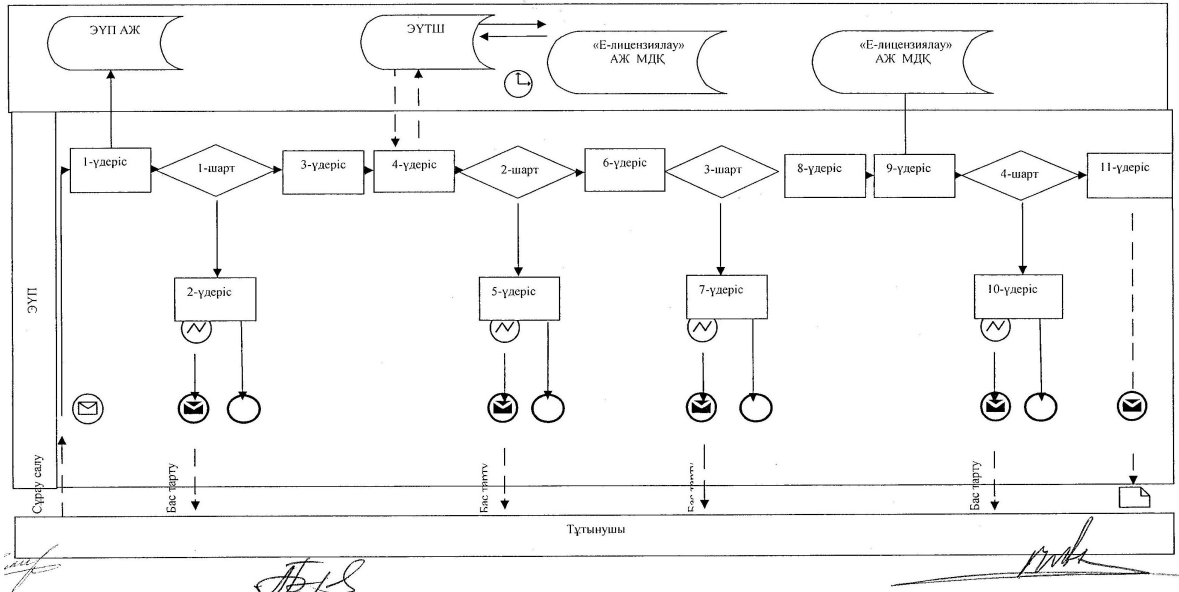 ЭҮП АЖ
ЭҮТШ
«Е-лицензиялау»
АЖ МДҚ
«Е-лицензиялау»
АЖ МДҚ
ЭҮП
1-үдеріс
1-шарт
3-үдеріс
4-үдеріс
2-шарт
6-үдеріс
3-шарт
8-үдеріс
9-үдеріс
4-шарт
11-үдеріс
2-үдеріс
5-үдеріс
7-үдеріс
10-үдеріс
Сұрау салу
Бас тарту
Бас тарту
Бас тарту
Бас тарту
Тұтынушы